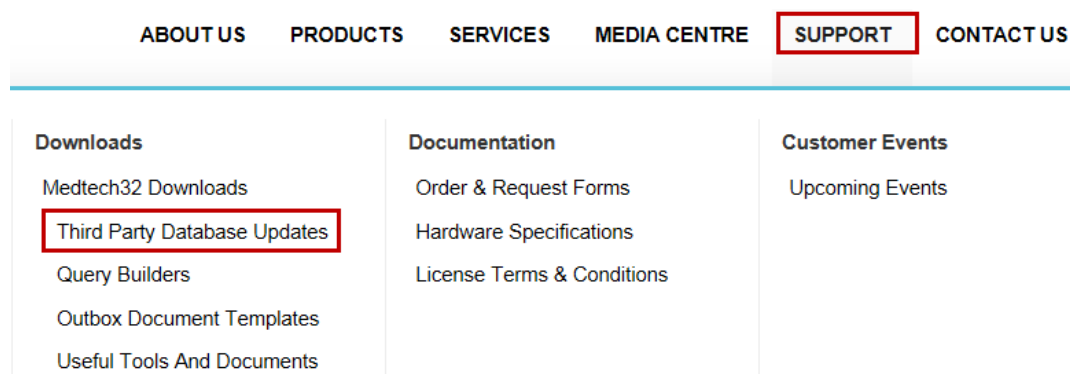 ABOUT US PRODUCTS SERVICES MEDIA CENTRE SUPPORT CONTACT US
Downloads
Medtech32 Downloads
Third Party Database Updates
Query Builders
Outbox Document Templates
Useful Tools And Documents
Documentation
Order & Request Forms
Hardware Specifications
License Terms & Conditions
Customer Events
Upcoming Events